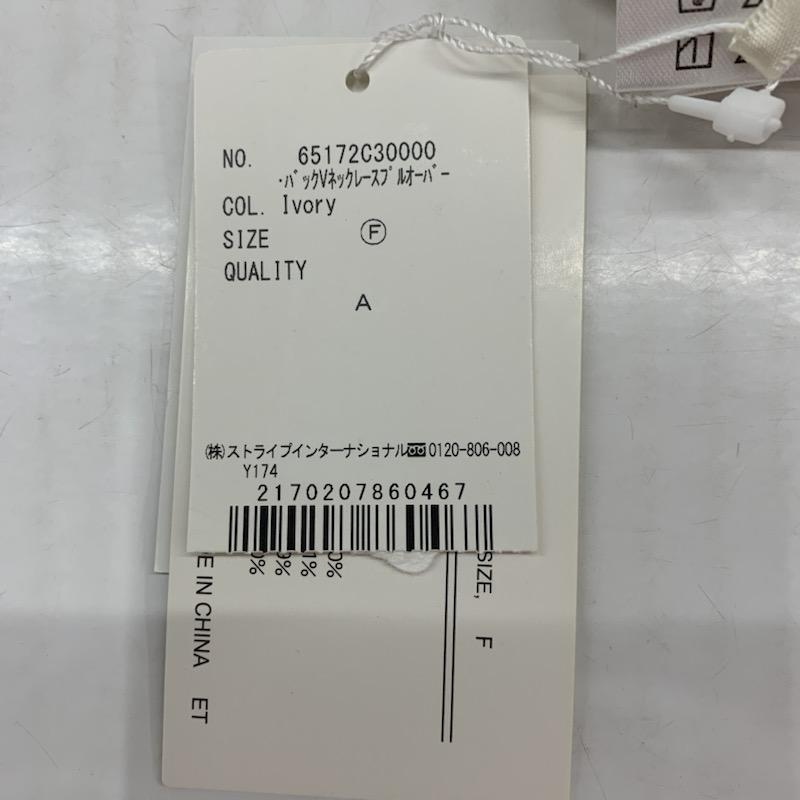 NO. 65172C30000
・バックVネックレースプルオーバー
COL. Ivory
SIZE Ⓕ
QUALITY
A
(株)ストライプインターナショナル 0120-806-008
Y174
2170207860467
SIZE, F
E IN CHINA ET